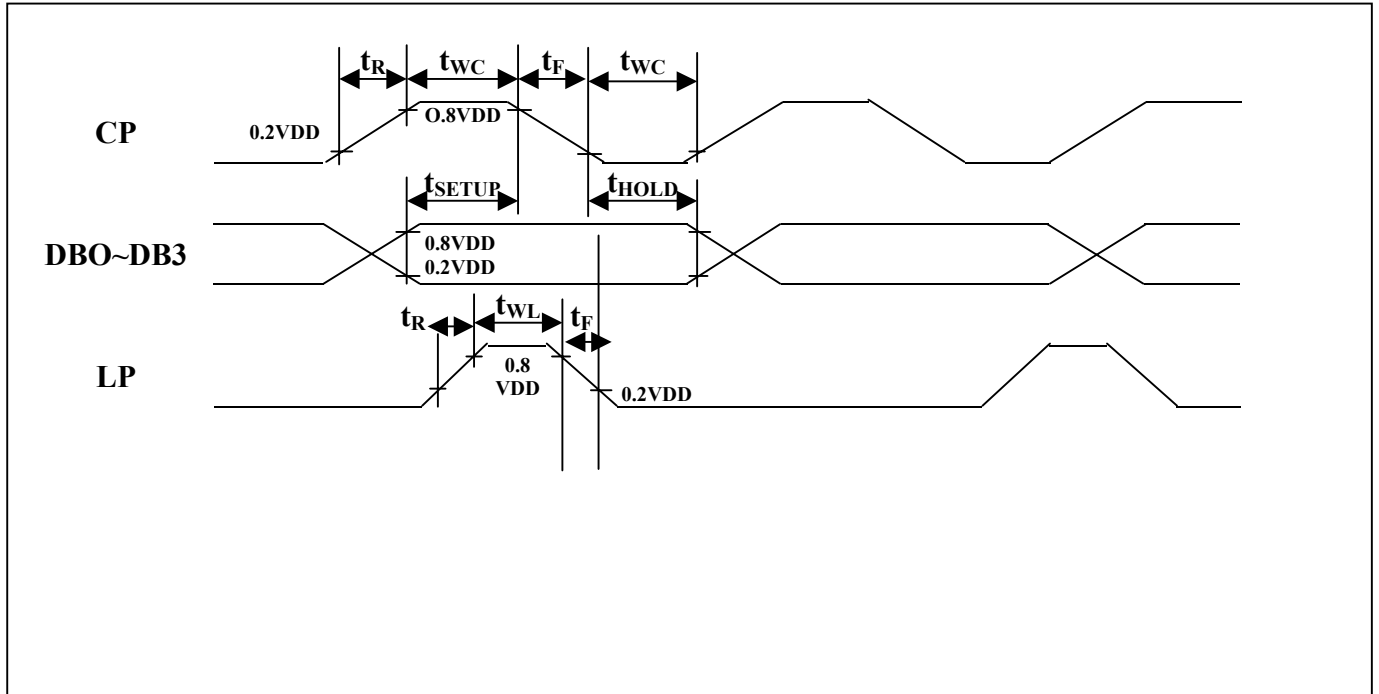 tR tWC tF tWC
CP 0.2VDD O.8VDD
tSETUP tHOLD
DBO~DB3 0.8VDD
0.2VDD
tR tWL tF
LP 0.8
VDD 0.2VDD